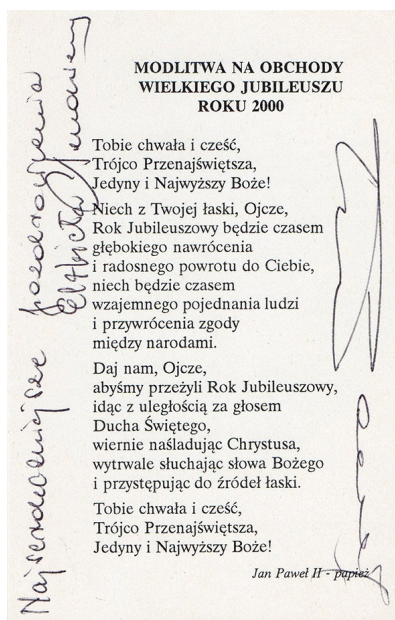 MODLITWA NA OBCHODY
WIELKIEGO JUBILEUSZU
ROKU 2000
Tobie chwała i cześć,
Trójco Przenajświętsza,
Jedyny i Najwyższy Boże!
Niech z Twojej łaski, Ojcze,
Rok Jubileuszowy będzie czasem
głębokiego nawrócenia
i radosnego powrotu do Ciebie,
niech będzie czasem
wzajemnego pojednania ludzi
i przywrócenia zgody
między narodami.
Daj nam, Ojcze,
abyśmy przeżyli Rok Jubileuszowy,
idąc z uległością za głosem
Ducha Świętego,
wiernie naśladując Chrystusa,
wytrwale słuchając słowa Bożego
i przystępując do źródeł łaski.
Tobie chwała i cześć,
Trójco Przenajświętsza,
Jedyny i Najwyższy Boże!
Jan Paweł II - papież
Najserdeczniejsze pozdrowienia
Elżbieta